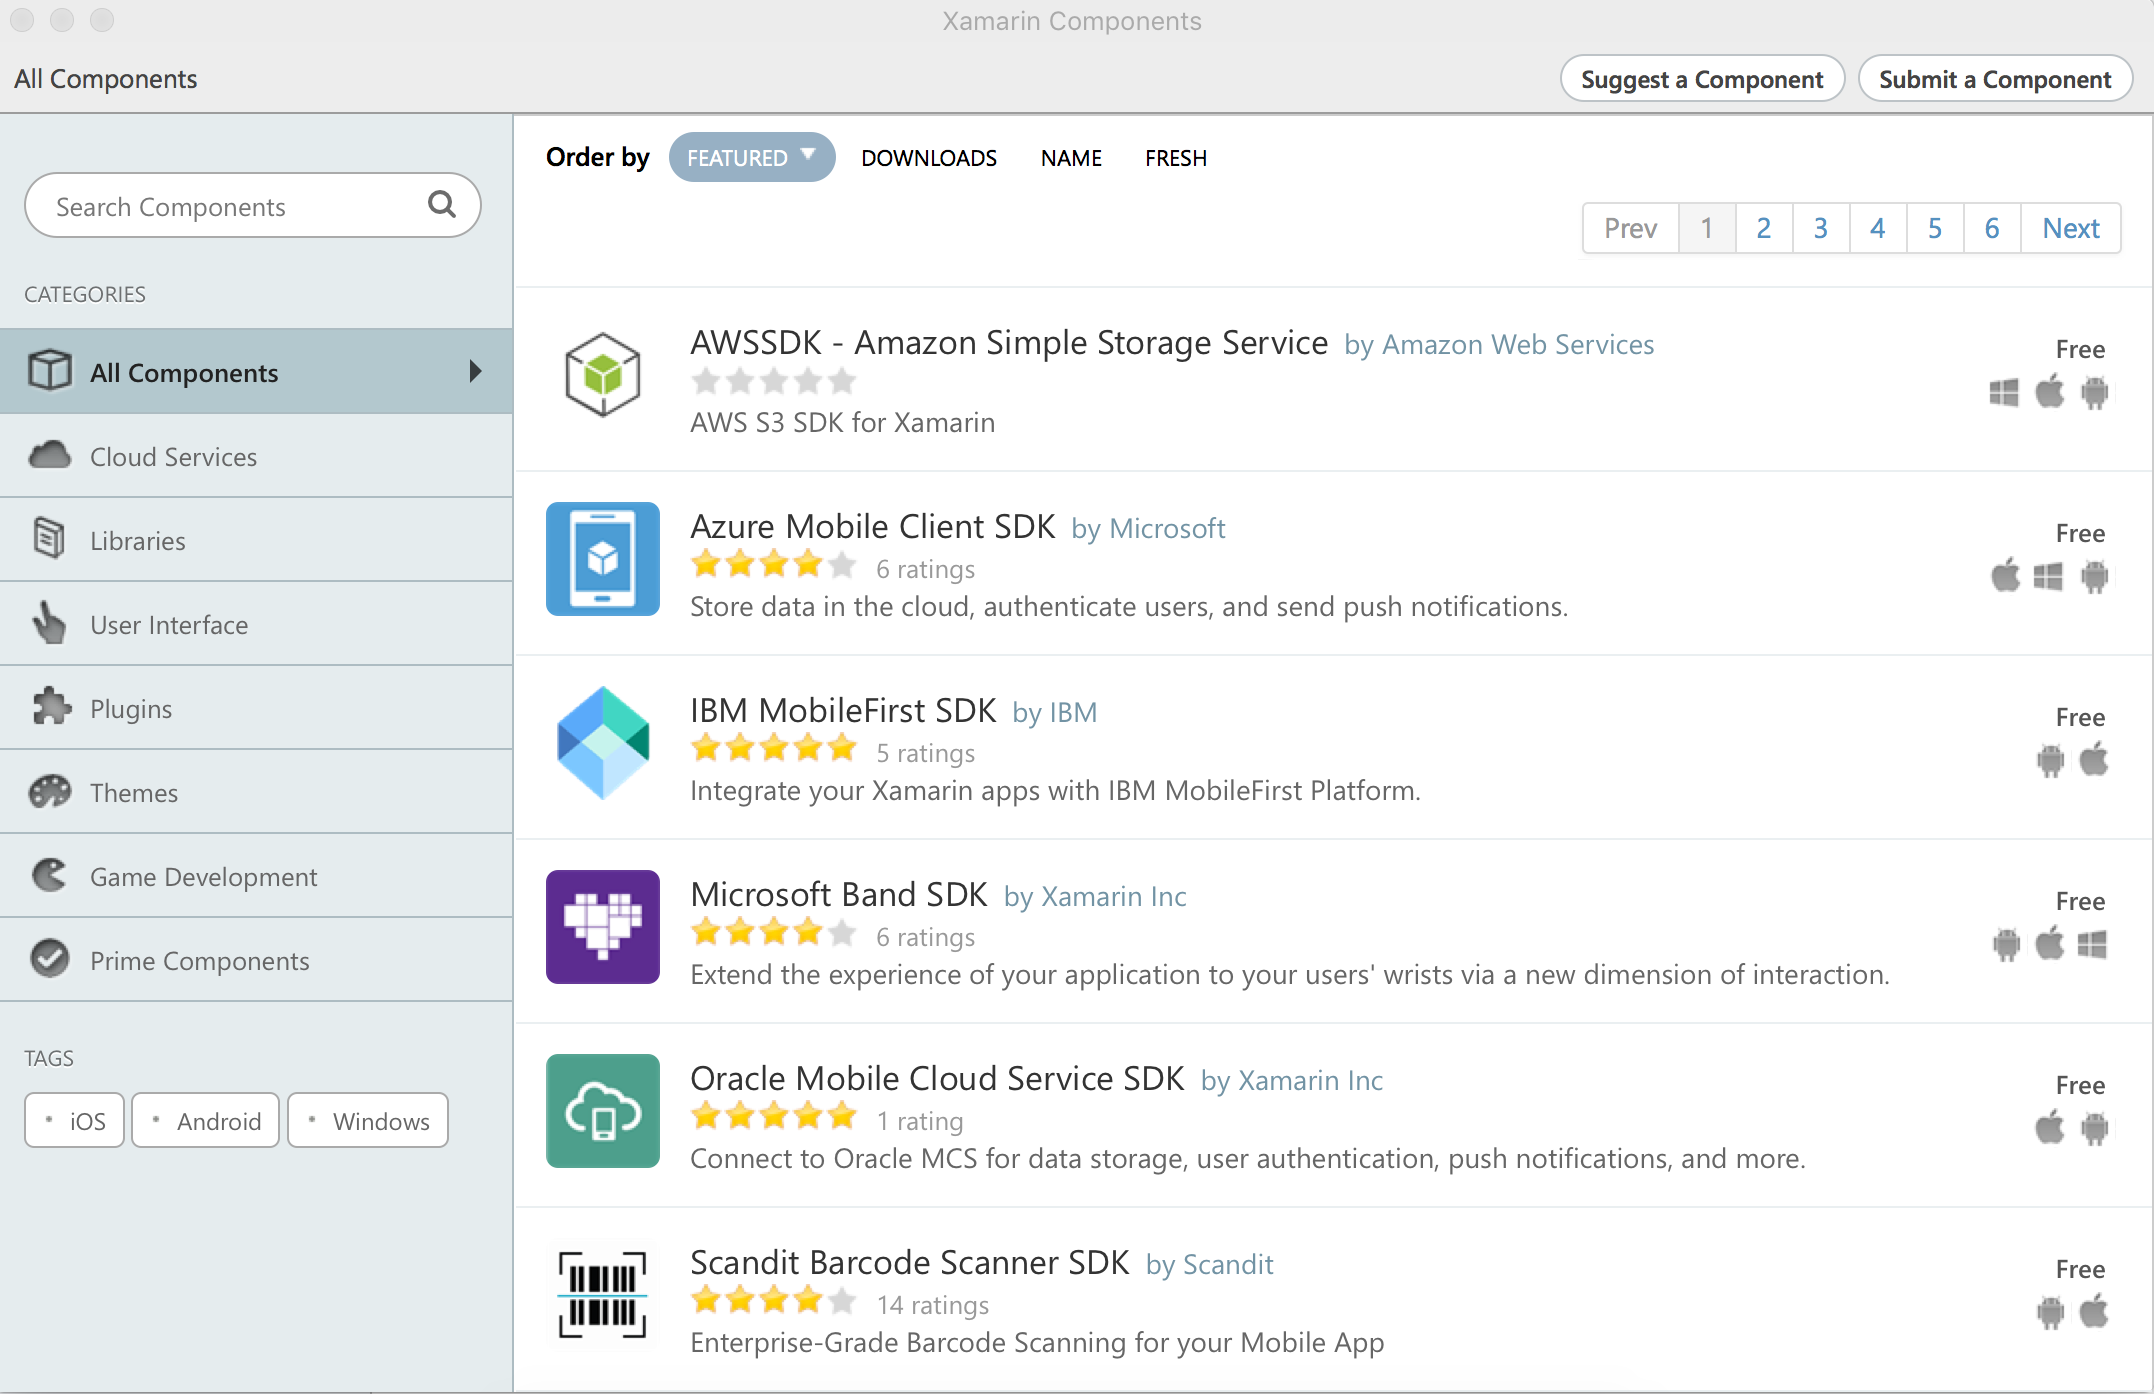 Xamarin Components
All Components
Suggest a Component
Submit a Component
Search Components
CATEGORIES
All Components
Cloud Services
Libraries
User Interface
Plugins
Themes
Game Development
Prime Components
TAGS
iOS
Android
Windows
Order by FEATURED DOWNLOADS NAME FRESH
Prev 1 2 3 4 5 6 Next
AWSSDK - Amazon Simple Storage Service by Amazon Web Services
Free
AWS S3 SDK for Xamarin
Azure Mobile Client SDK by Microsoft
Free
6 ratings
Store data in the cloud, authenticate users, and send push notifications.
IBM MobileFirst SDK by IBM
Free
5 ratings
Integrate your Xamarin apps with IBM MobileFirst Platform.
Microsoft Band SDK by Xamarin Inc
Free
6 ratings
Extend the experience of your application to your users' wrists via a new dimension of interaction.
Oracle Mobile Cloud Service SDK by Xamarin Inc
Free
1 rating
Connect to Oracle MCS for data storage, user authentication, push notifications, and more.
Scandit Barcode Scanner SDK by Scandit
Free
14 ratings
Enterprise-Grade Barcode Scanning for your Mobile App